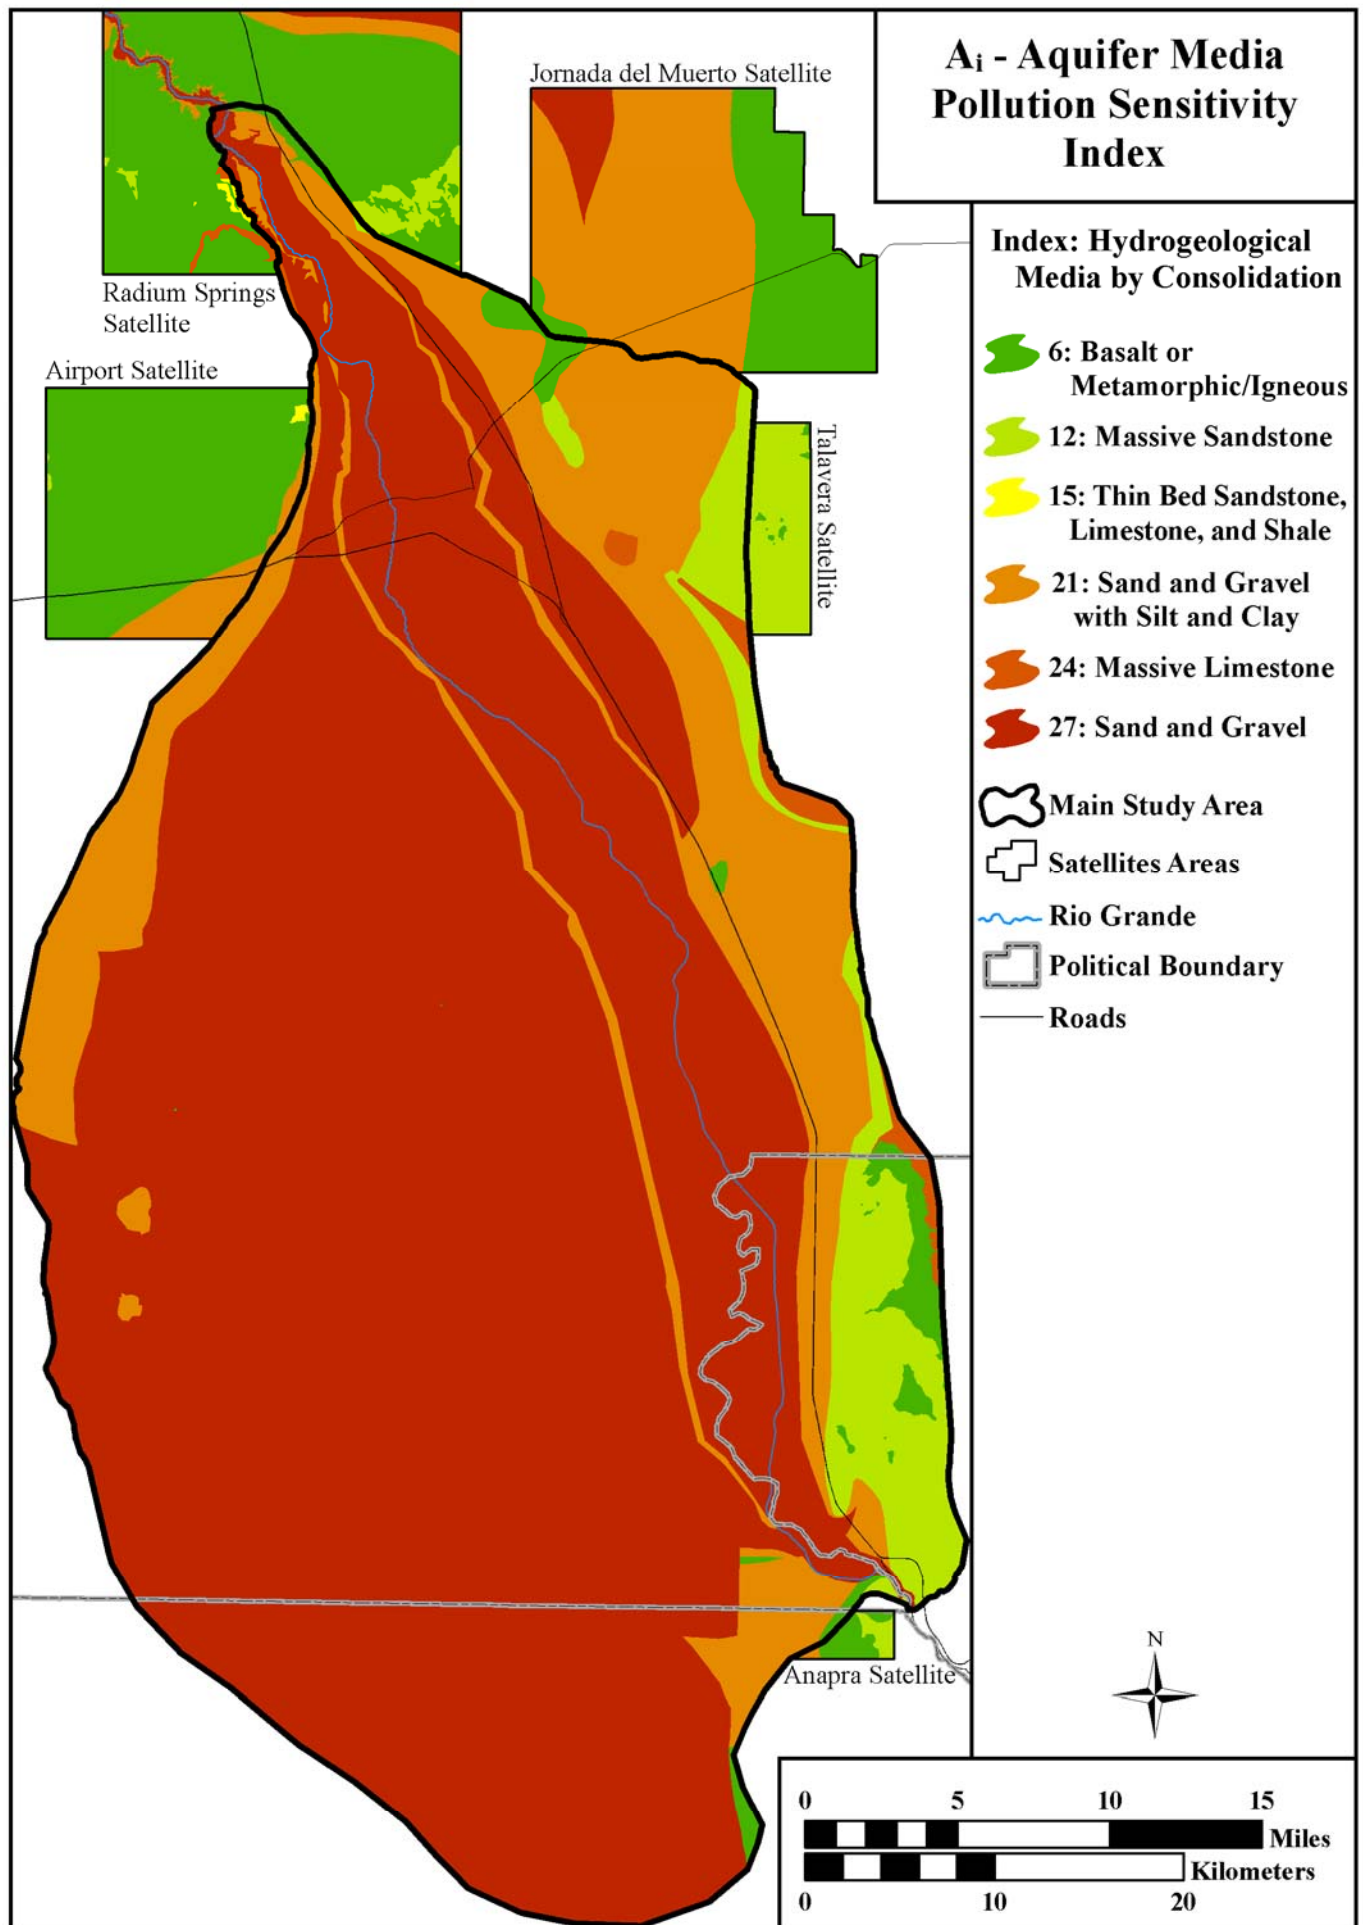 Aᵢ - Aquifer Media
Pollution Sensitivity
Index
Jornada del Muerto Satellite
Radium Springs
Satellite
Airport Satellite
Talavera Satellite
Anapra Satellite
Index: Hydrogeological
Media by Consolidation
6: Basalt or
Metamorphic/Igneous
12: Massive Sandstone
15: Thin Bed Sandstone,
Limestone, and Shale
21: Sand and Gravel
with Silt and Clay
24: Massive Limestone
27: Sand and Gravel
Main Study Area
Satellites Areas
Rio Grande
Political Boundary
Roads
N
0 5 10 15
Miles
Kilometers
0 10 20